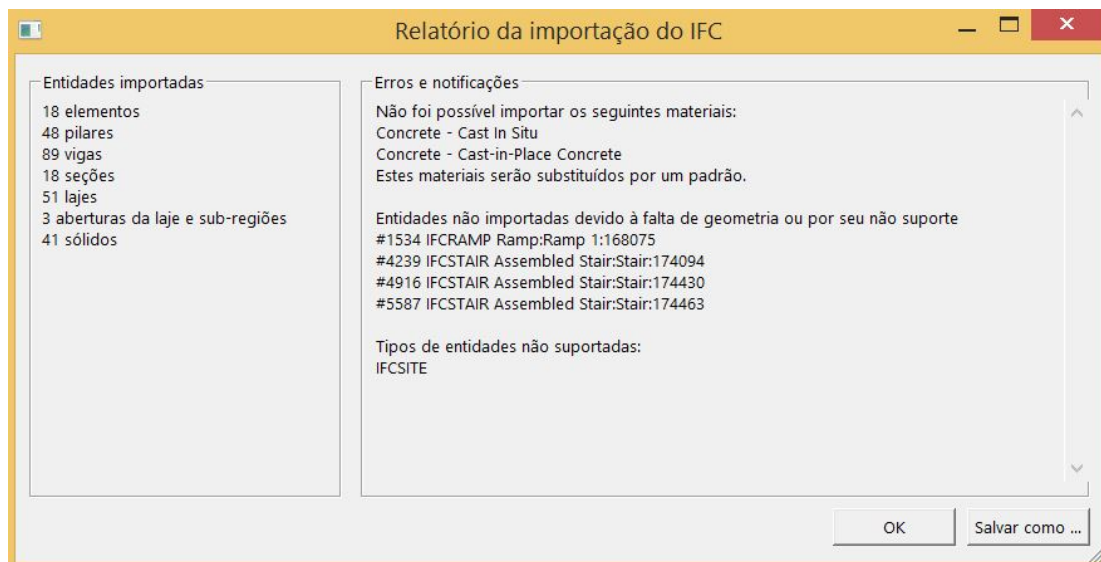 Relatório da importação do IFC
Entidades importadas
18 elementos
48 pilares
89 vigas
18 seções
51 lajes
3 aberturas da laje e sub-regiões
41 sólidos
Erros e notificações
Não foi possível importar os seguintes materiais:
Concrete - Cast In Situ
Concrete - Cast-in-Place Concrete
Estes materiais serão substituídos por um padrão.
Entidades não importadas devido à falta de geometria ou por seu não suporte
#1534 IFCRAMP Ramp:Ramp 1:168075
#4239 IFCSTAIR Assembled Stair:Stair:174094
#4916 IFCSTAIR Assembled Stair:Stair:174430
#5587 IFCSTAIR Assembled Stair:Stair:174463
Tipos de entidades não suportadas:
IFCSITE
OK
Salvar como ...